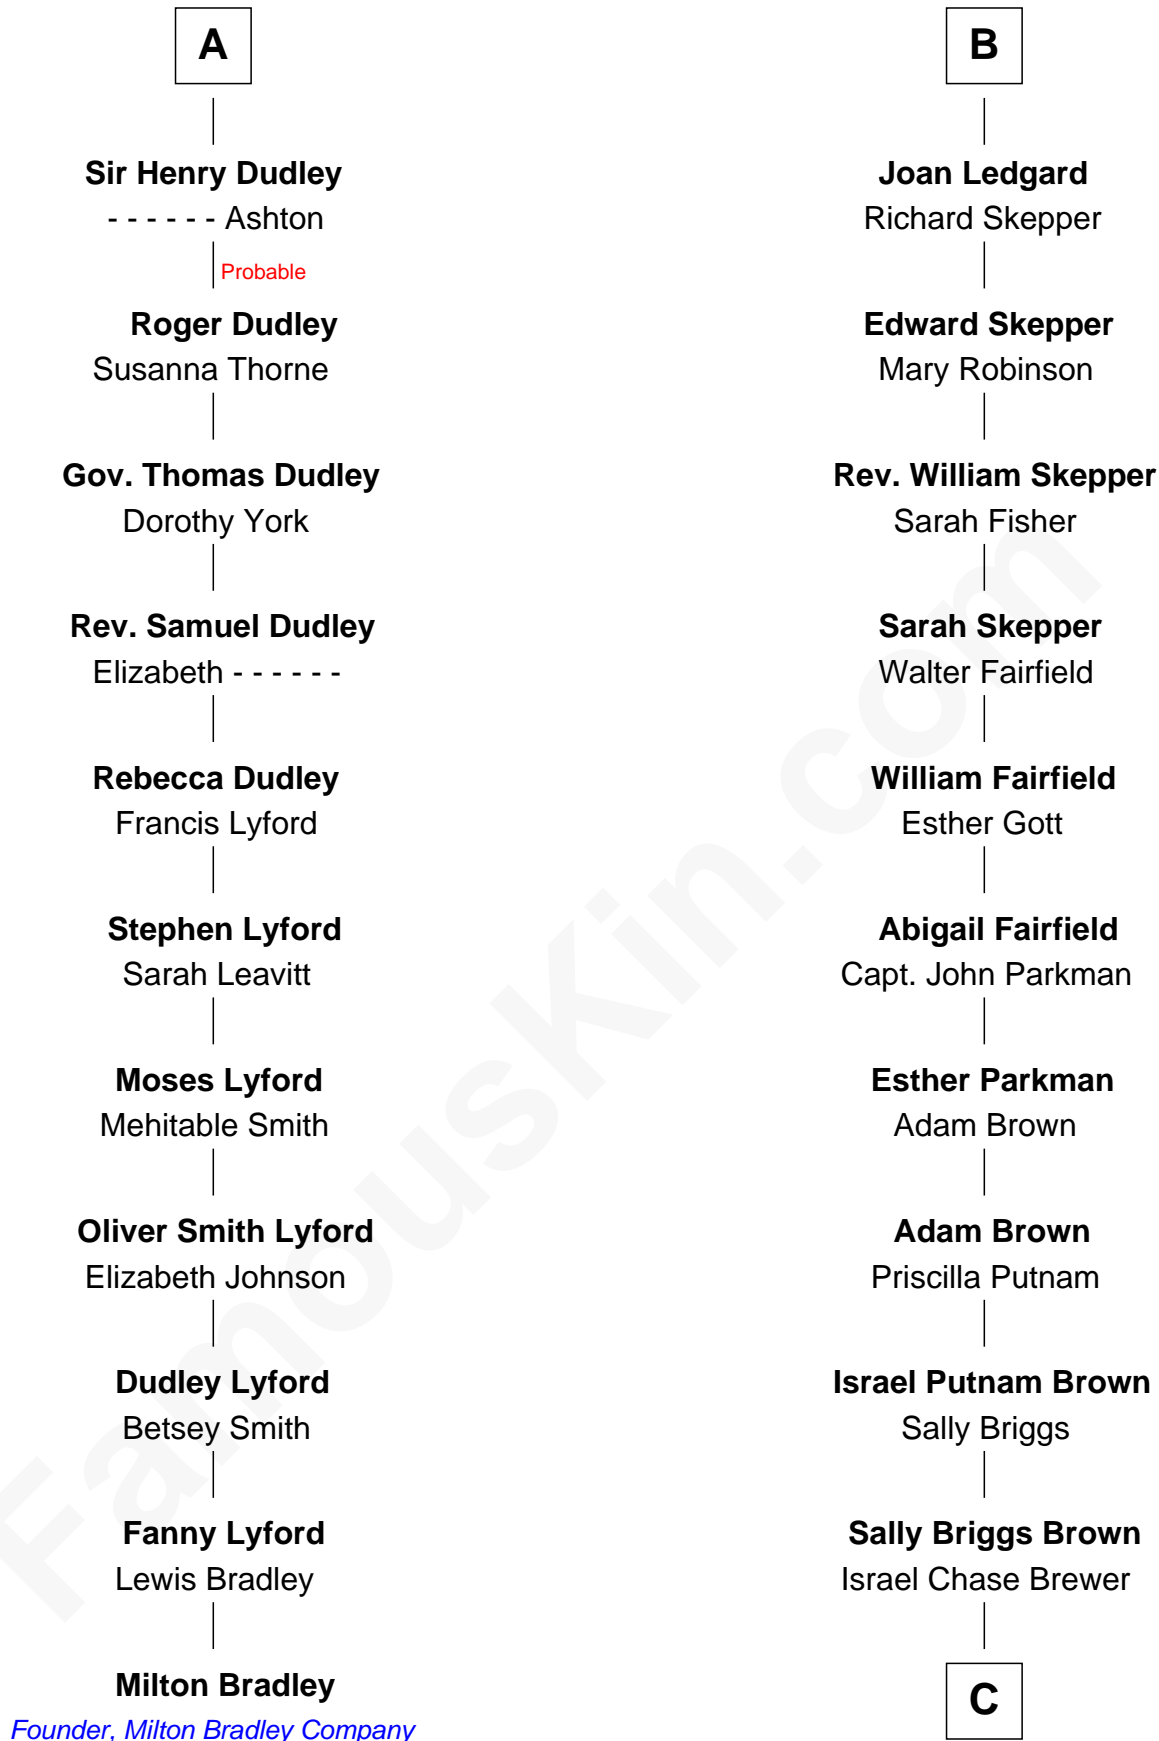 A
Sir Henry Dudley
- - - - - - Ashton
Probable
Roger Dudley
Susanna Thorne
Gov. Thomas Dudley
Dorothy York
Rev. Samuel Dudley
Elizabeth - - - - - -
Rebecca Dudley
Francis Lyford
Stephen Lyford
Sarah Leavitt
Moses Lyford
Mehitable Smith
Oliver Smith Lyford
Elizabeth Johnson
Dudley Lyford
Betsey Smith
Fanny Lyford
Lewis Bradley
Milton Bradley
Founder, Milton Bradley Company
B
Joan Ledgard
Richard Skepper
Edward Skepper
Mary Robinson
Rev. William Skepper
Sarah Fisher
Sarah Skepper
Walter Fairfield
William Fairfield
Esther Gott
Abigail Fairfield
Capt. John Parkman
Esther Parkman
Adam Brown
Adam Brown
Priscilla Putnam
Israel Putnam Brown
Sally Briggs
Sally Briggs Brown
Israel Chase Brewer
C
FamousKin.com